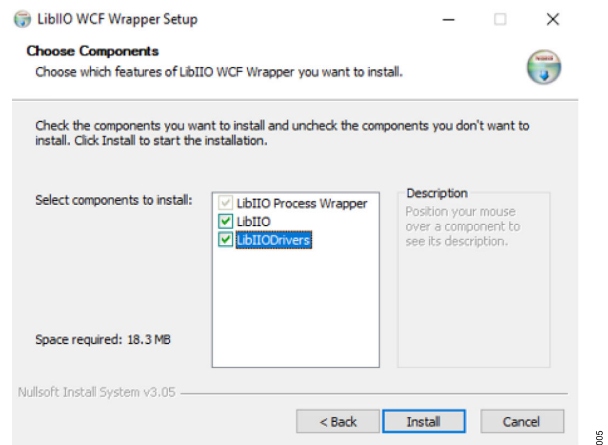 LibIIO WCF Wrapper Setup
Choose Components
Choose which features of LibIIO WCF Wrapper you want to install.
Check the components you want to install and uncheck the components you don't want to
install. Click Install to start the installation.
Select components to install:
LibIIO Process Wrapper
LibIIO
LibIIODrivers
Description
Position your mouse
over a component to
see its description.
Space required: 18.3 MB
Nullsoft Install System v3.05
< Back
Install
Cancel
005